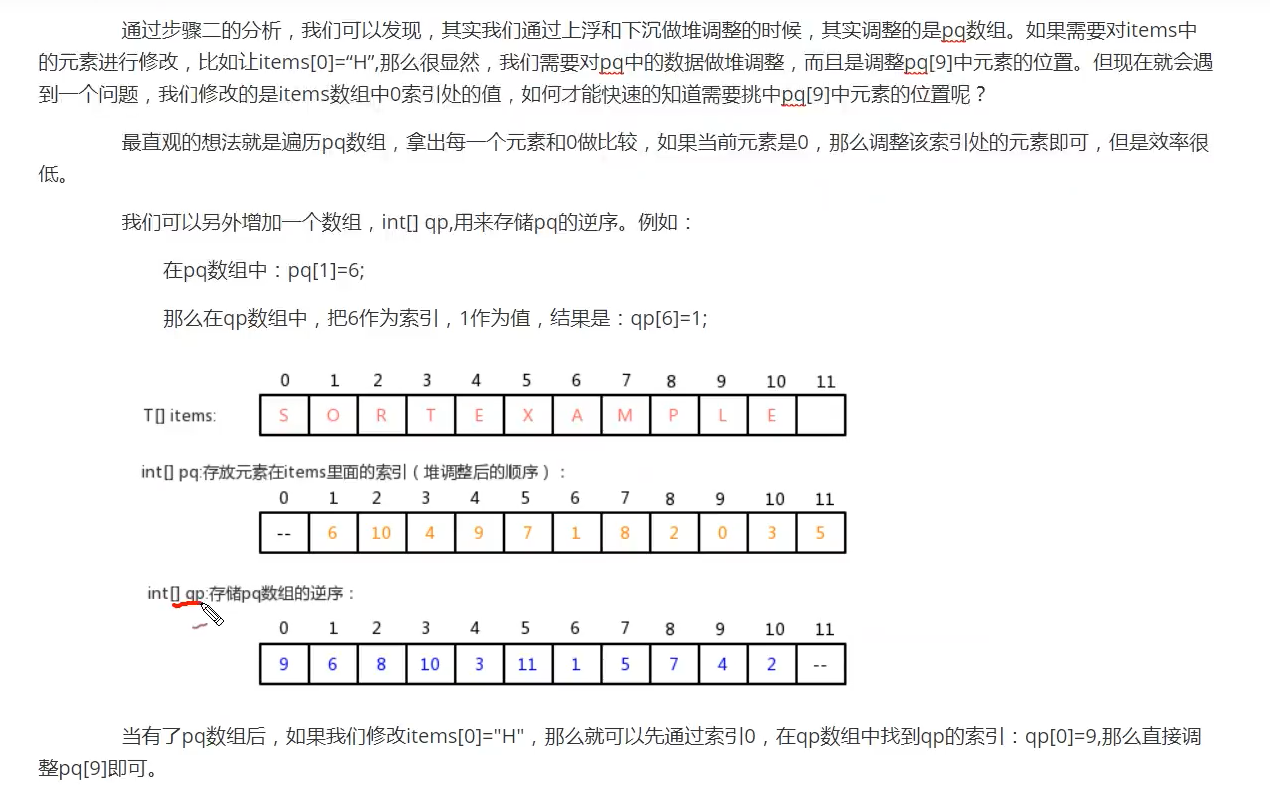 通过步骤二的分析，我们可以发现，其实我们通过上浮和下沉做堆调整的时候，其实调整的是pq数组。如果需要对items中
的元素进行修改，比如让items[0]=“H”,那么很显然，我们需要对pq中的数据做堆调整，而且是调整pq[9]中元素的位置。但现在就会遇
到一个问题，我们修改的是items数组中0索引处的值，如何才能快速的知道需要挑中pq[9]中元素的位置呢？
最直观的想法就是遍历pq数组，拿出每一个元素和0做比较，如果当前元素是0，那么调整该索引处的元素即可，但是效率很
低。
我们可以另外增加一个数组，int[] qp,用来存储pq的逆序。例如：
在pq数组中：pq[1]=6;
那么在qp数组中，把6作为索引，1作为值，结果是：qp[6]=1;
0 1 2 3 4 5 6 7 8 9 10 11
T[] items: S O R T E X A M P L E
int[] pq:存放元素在items里面的索引（堆调整后的顺序）：
0 1 2 3 4 5 6 7 8 9 10 11
-- 6 10 4 9 7 1 8 2 0 3 5
int[] qp:存储pq数组的逆序：
0 1 2 3 4 5 6 7 8 9 10 11
9 6 8 10 3 11 1 5 7 4 2 --
当有了pq数组后，如果我们修改items[0]="H"，那么就可以先通过索引0，在qp数组中找到qp的索引：qp[0]=9,那么直接调
整pq[9]即可。